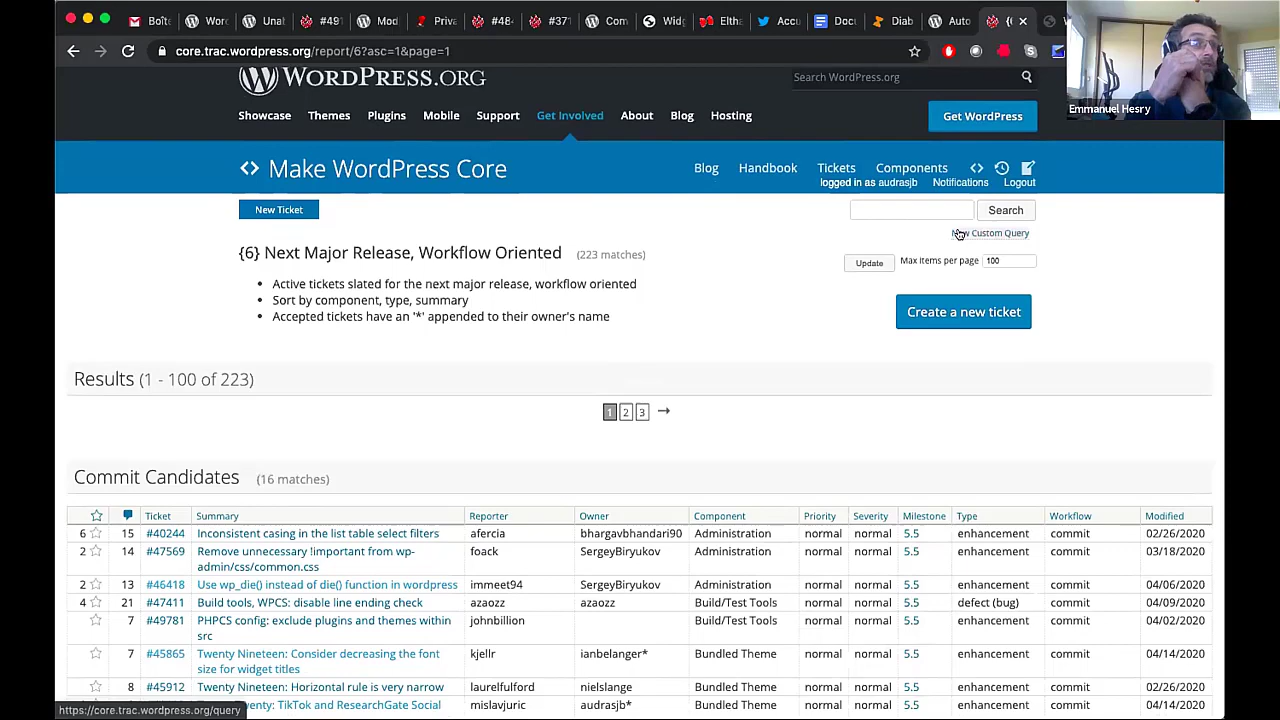 Boîte
Wor
Unat
#491
Mod
Priva
#484
#371
Com
Widg
Eltha
Accu
Docu
Diab
Auto
{6
core.trac.wordpress.org/report/6?asc=1&page=1
Emmanuel Hesry
WORDPRESS.ORG
Search WordPress.org
Showcase Themes Plugins Mobile Support Get Involved About Blog Hosting
Get WordPress
Make WordPress Core
Blog Handbook Tickets Components
logged in as audrasjb Notifications Logout
New Ticket
Search
New Custom Query
{6} Next Major Release, Workflow Oriented (223 matches)
Update Max items per page 100
Active tickets slated for the next major release, workflow oriented
Sort by component, type, summary
Accepted tickets have an '*' appended to their owner's name
Create a new ticket
Results (1 - 100 of 223)
1 2 3 →
Commit Candidates (16 matches)
Ticket Summary Reporter Owner Component Priority Severity Milestone Type Workflow Modified
6 15 #40244 Inconsistent casing in the list table select filters afercia bhargavbhandari90 Administration normal normal 5.5 enhancement commit 02/26/2020
2 14 #47569 Remove unnecessary !important from wp- foack SergeyBiryukov Administration normal normal 5.5 enhancement commit 03/18/2020
admin/css/common.css
2 13 #46418 Use wp_die() instead of die() function in wordpress immeet94 SergeyBiryukov Administration normal normal 5.5 enhancement commit 04/06/2020
4 21 #47411 Build tools, WPCS: disable line ending check azaozz azaozz Build/Test Tools normal normal 5.5 defect (bug) commit 04/09/2020
7 #49781 PHPCS config: exclude plugins and themes within johnbillion Build/Test Tools normal normal 5.5 enhancement commit 04/02/2020
src
7 #45865 Twenty Nineteen: Consider decreasing the font kjellr ianbelanger* Bundled Theme normal normal 5.5 enhancement commit 04/14/2020
size for widget titles
8 #45912 Twenty Nineteen: Horizontal rule is very narrow laurelfulford nielslange Bundled Theme normal normal 5.5 enhancement commit 02/26/2020
Twenty: TikTok and ResearchGate Social mislavjuric audrasjb* Bundled Theme normal normal 5.5 enhancement commit 04/14/2020
https://core.trac.wordpress.org/query